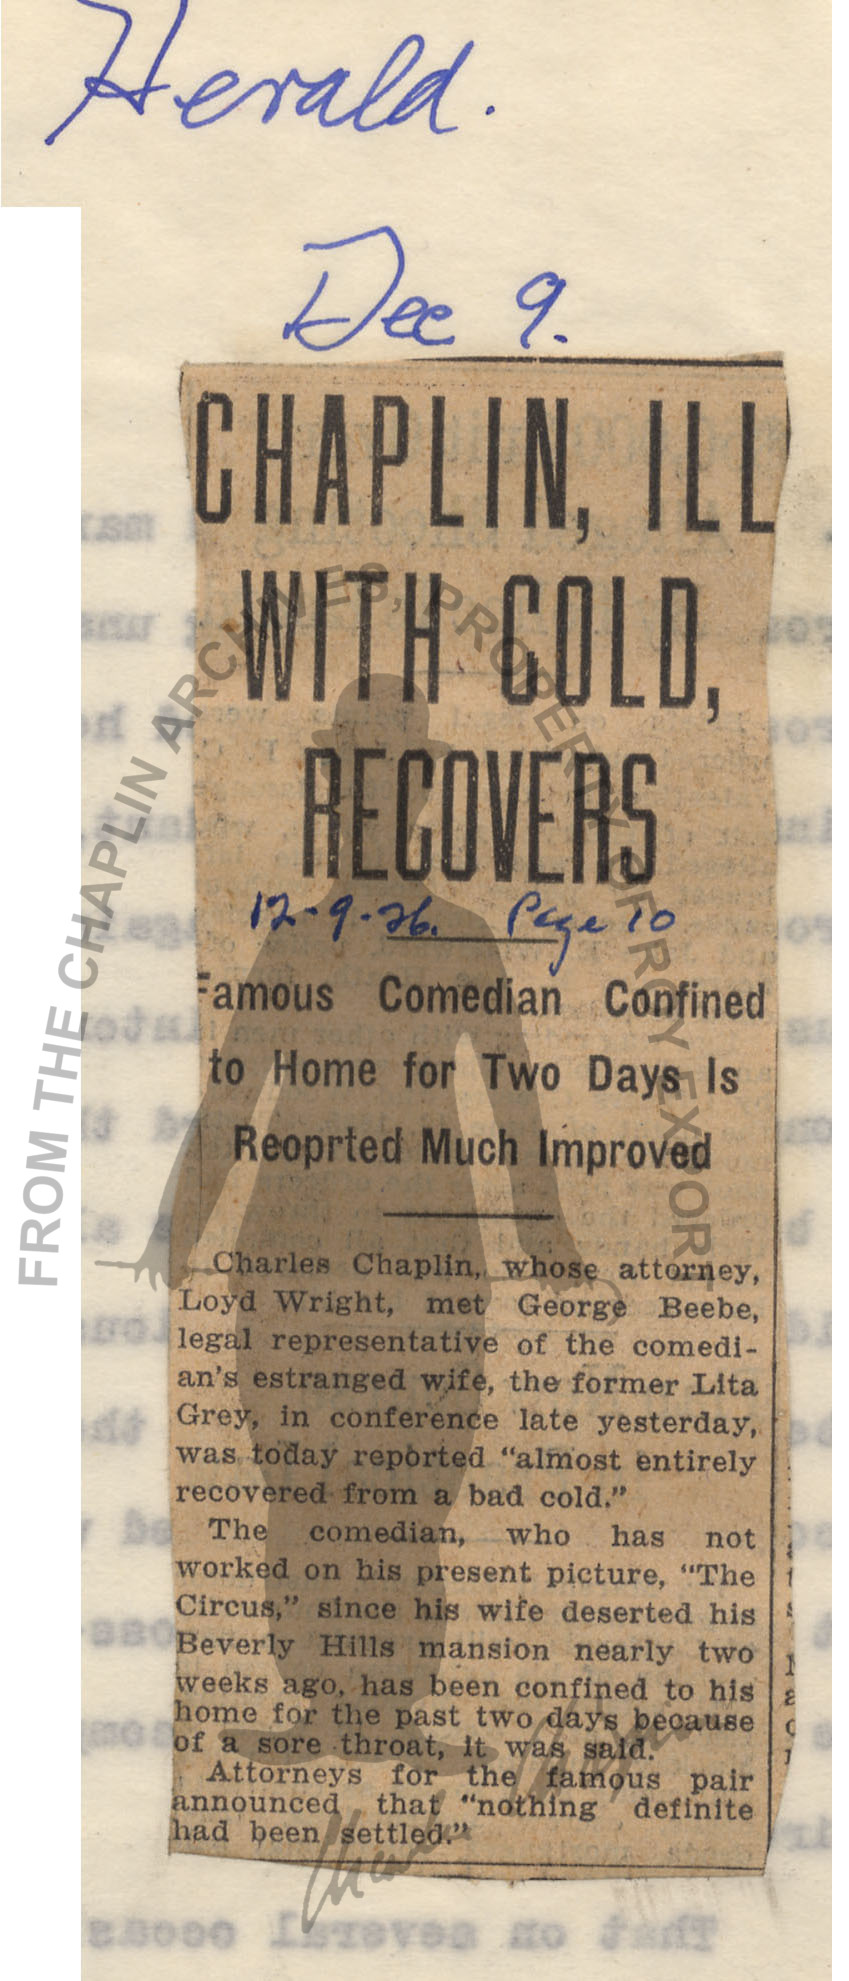 Herald.
Dec 9.
CHAPLIN, ILL
WITH COLD,
RECOVERS
12-9-26. Page 10
Famous Comedian Confined
to Home for Two Days Is
Reoprted Much Improved
Charles Chaplin, whose attorney,
Loyd Wright, met George Beebe,
legal representative of the comedi-
an's estranged wife, the former Lita
Grey, in conference late yesterday,
was today reported "almost entirely
recovered from a bad cold."
The comedian, who has not
worked on his present picture, "The
Circus," since his wife deserted his
Beverly Hills mansion nearly two
weeks ago, has been confined to his
home for the past two days because
of a sore throat, it was said.
Attorneys for the famous pair
announced that "nothing definite
had been settled."
FROM THE CHAPLIN ARCHIVES, PROPERTY OF ROY EXPORT
That on several occas